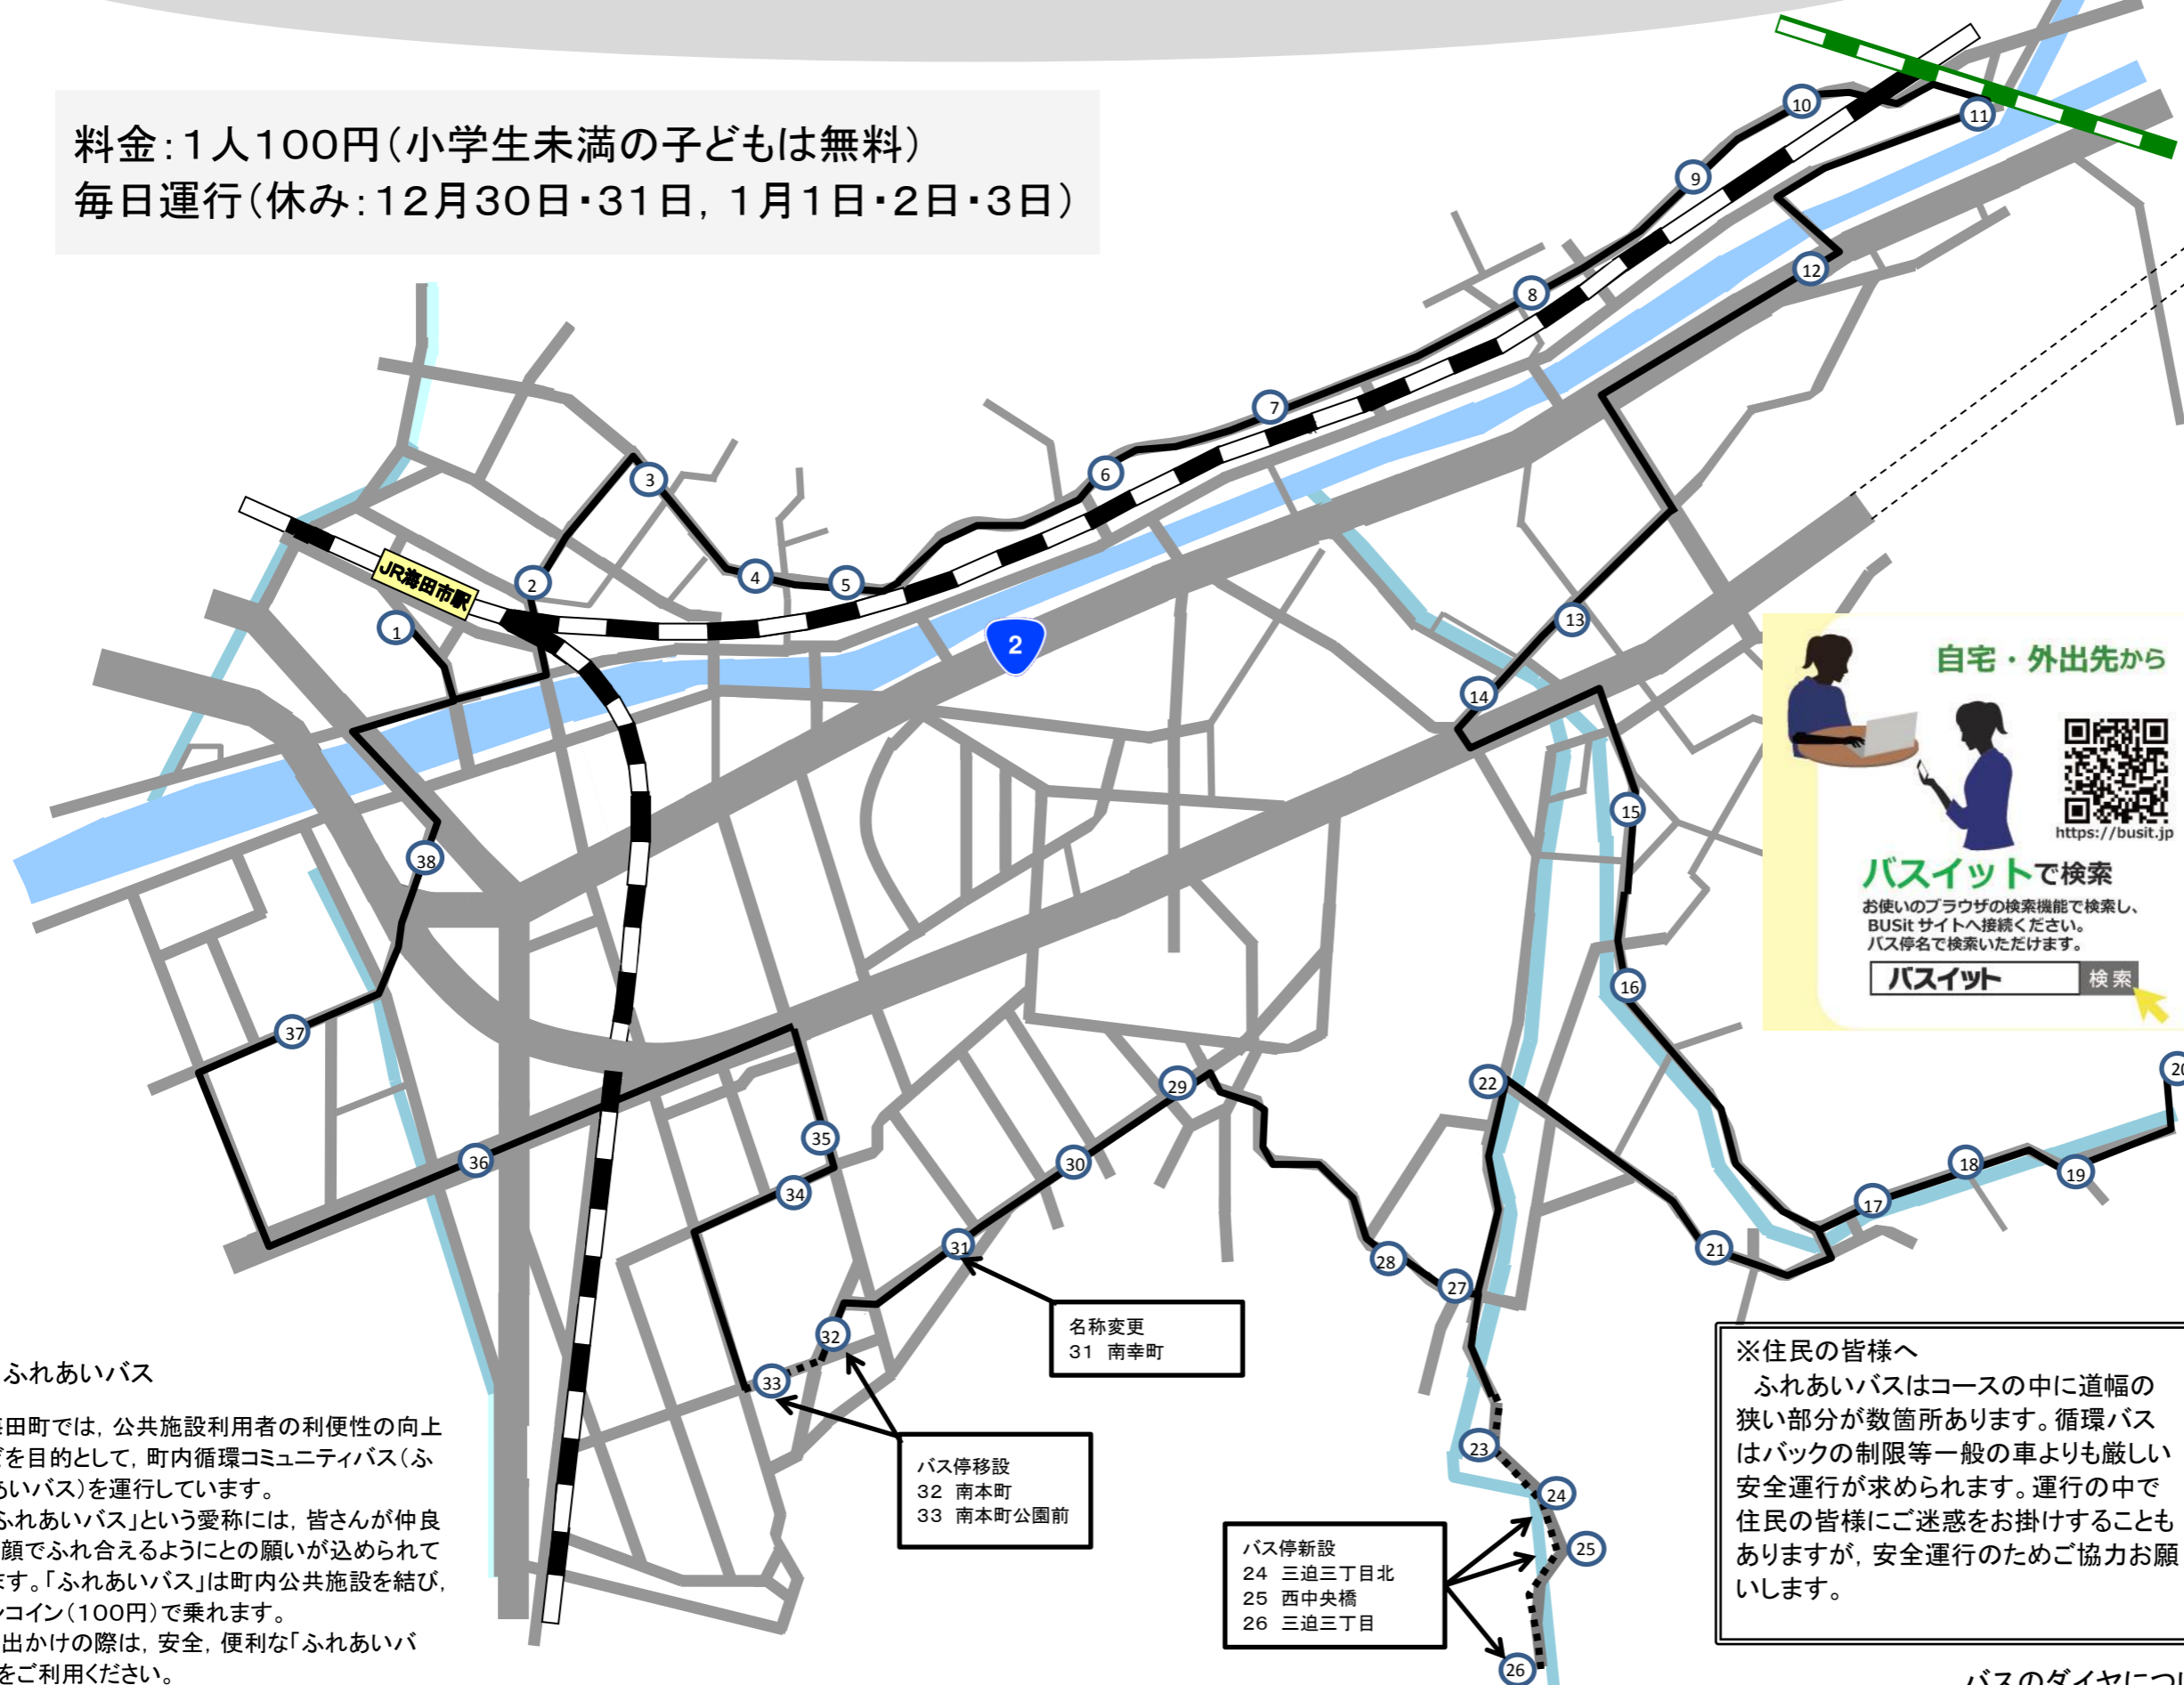 料金：１人１００円（小学生未満の子どもは無料）
毎日運行（休み：１２月３０日・３１日，１月１日・２日・３日）
10
11
9
12
8
7
3
6
2
4
5
JR海田市駅
1
2
13
14
自宅・外出先から
https://busit.jp
バスイットで検索
お使いのブラウザの検索機能で検索し、
BUSit サイトへ接続ください。
バス停名で検索いただけます。
バスイット 検索
15
38
16
37
29
22
20
35
36
30
18
19
34
17
31
21
28
27
32
33
名称変更
31 南幸町
バス停移設
32 南本町
33 南本町公園前
23
24
25
26
バス停新設
24 三迫三丁目北
25 西中央橋
26 三迫三丁目
※住民の皆様へ
ふれあいバスはコースの中に道幅の
狭い部分が数箇所あります。循環バス
はバックの制限等一般の車よりも厳しい
安全運行が求められます。運行の中で
住民の皆様にご迷惑をお掛けすることも
ありますが，安全運行のためご協力お願
いします。
ふれあいバス
海田町では，公共施設利用者の利便性の向上
どを目的として，町内循環コミュニティバス（ふ
あいバス）を運行しています。
ふれあいバス」という愛称には，皆さんが仲良
顔でふれ合えるようにとの願いが込められて
ます。「ふれあいバス」は町内公共施設を結び，
ンコイン（１００円）で乗れます。
出かけの際は，安全，便利な「ふれあいバ
をご利用ください。
バスのダイヤにつ